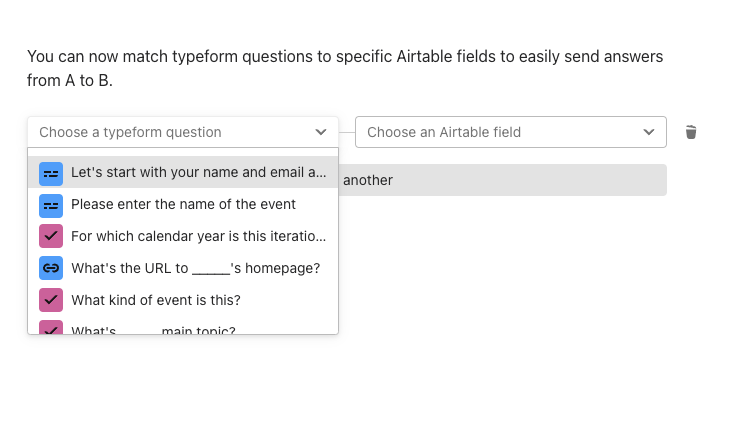 You can now match typeform questions to specific Airtable fields to easily send answers
from A to B.
Choose a typeform question
Choose an Airtable field
Let's start with your name and email a...
another
Please enter the name of the event
For which calendar year is this iteratio...
What's the URL to _____'s homepage?
What kind of event is this?
What's _____ main topic?